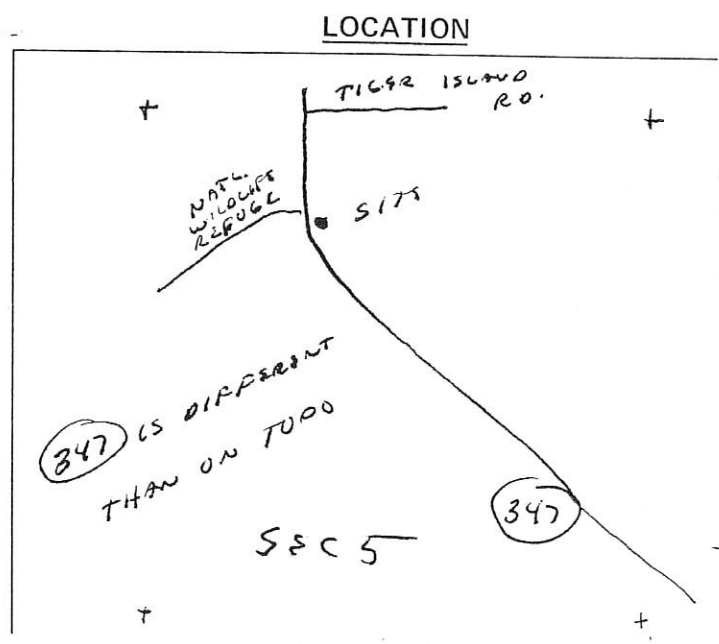 LOCATION
TIGER ISLAND
RD.
NATL.
WILDLIFE
REFUGE
SITE
347 IS DIFFERENT
THAN ON TOPO
347
SEC 5